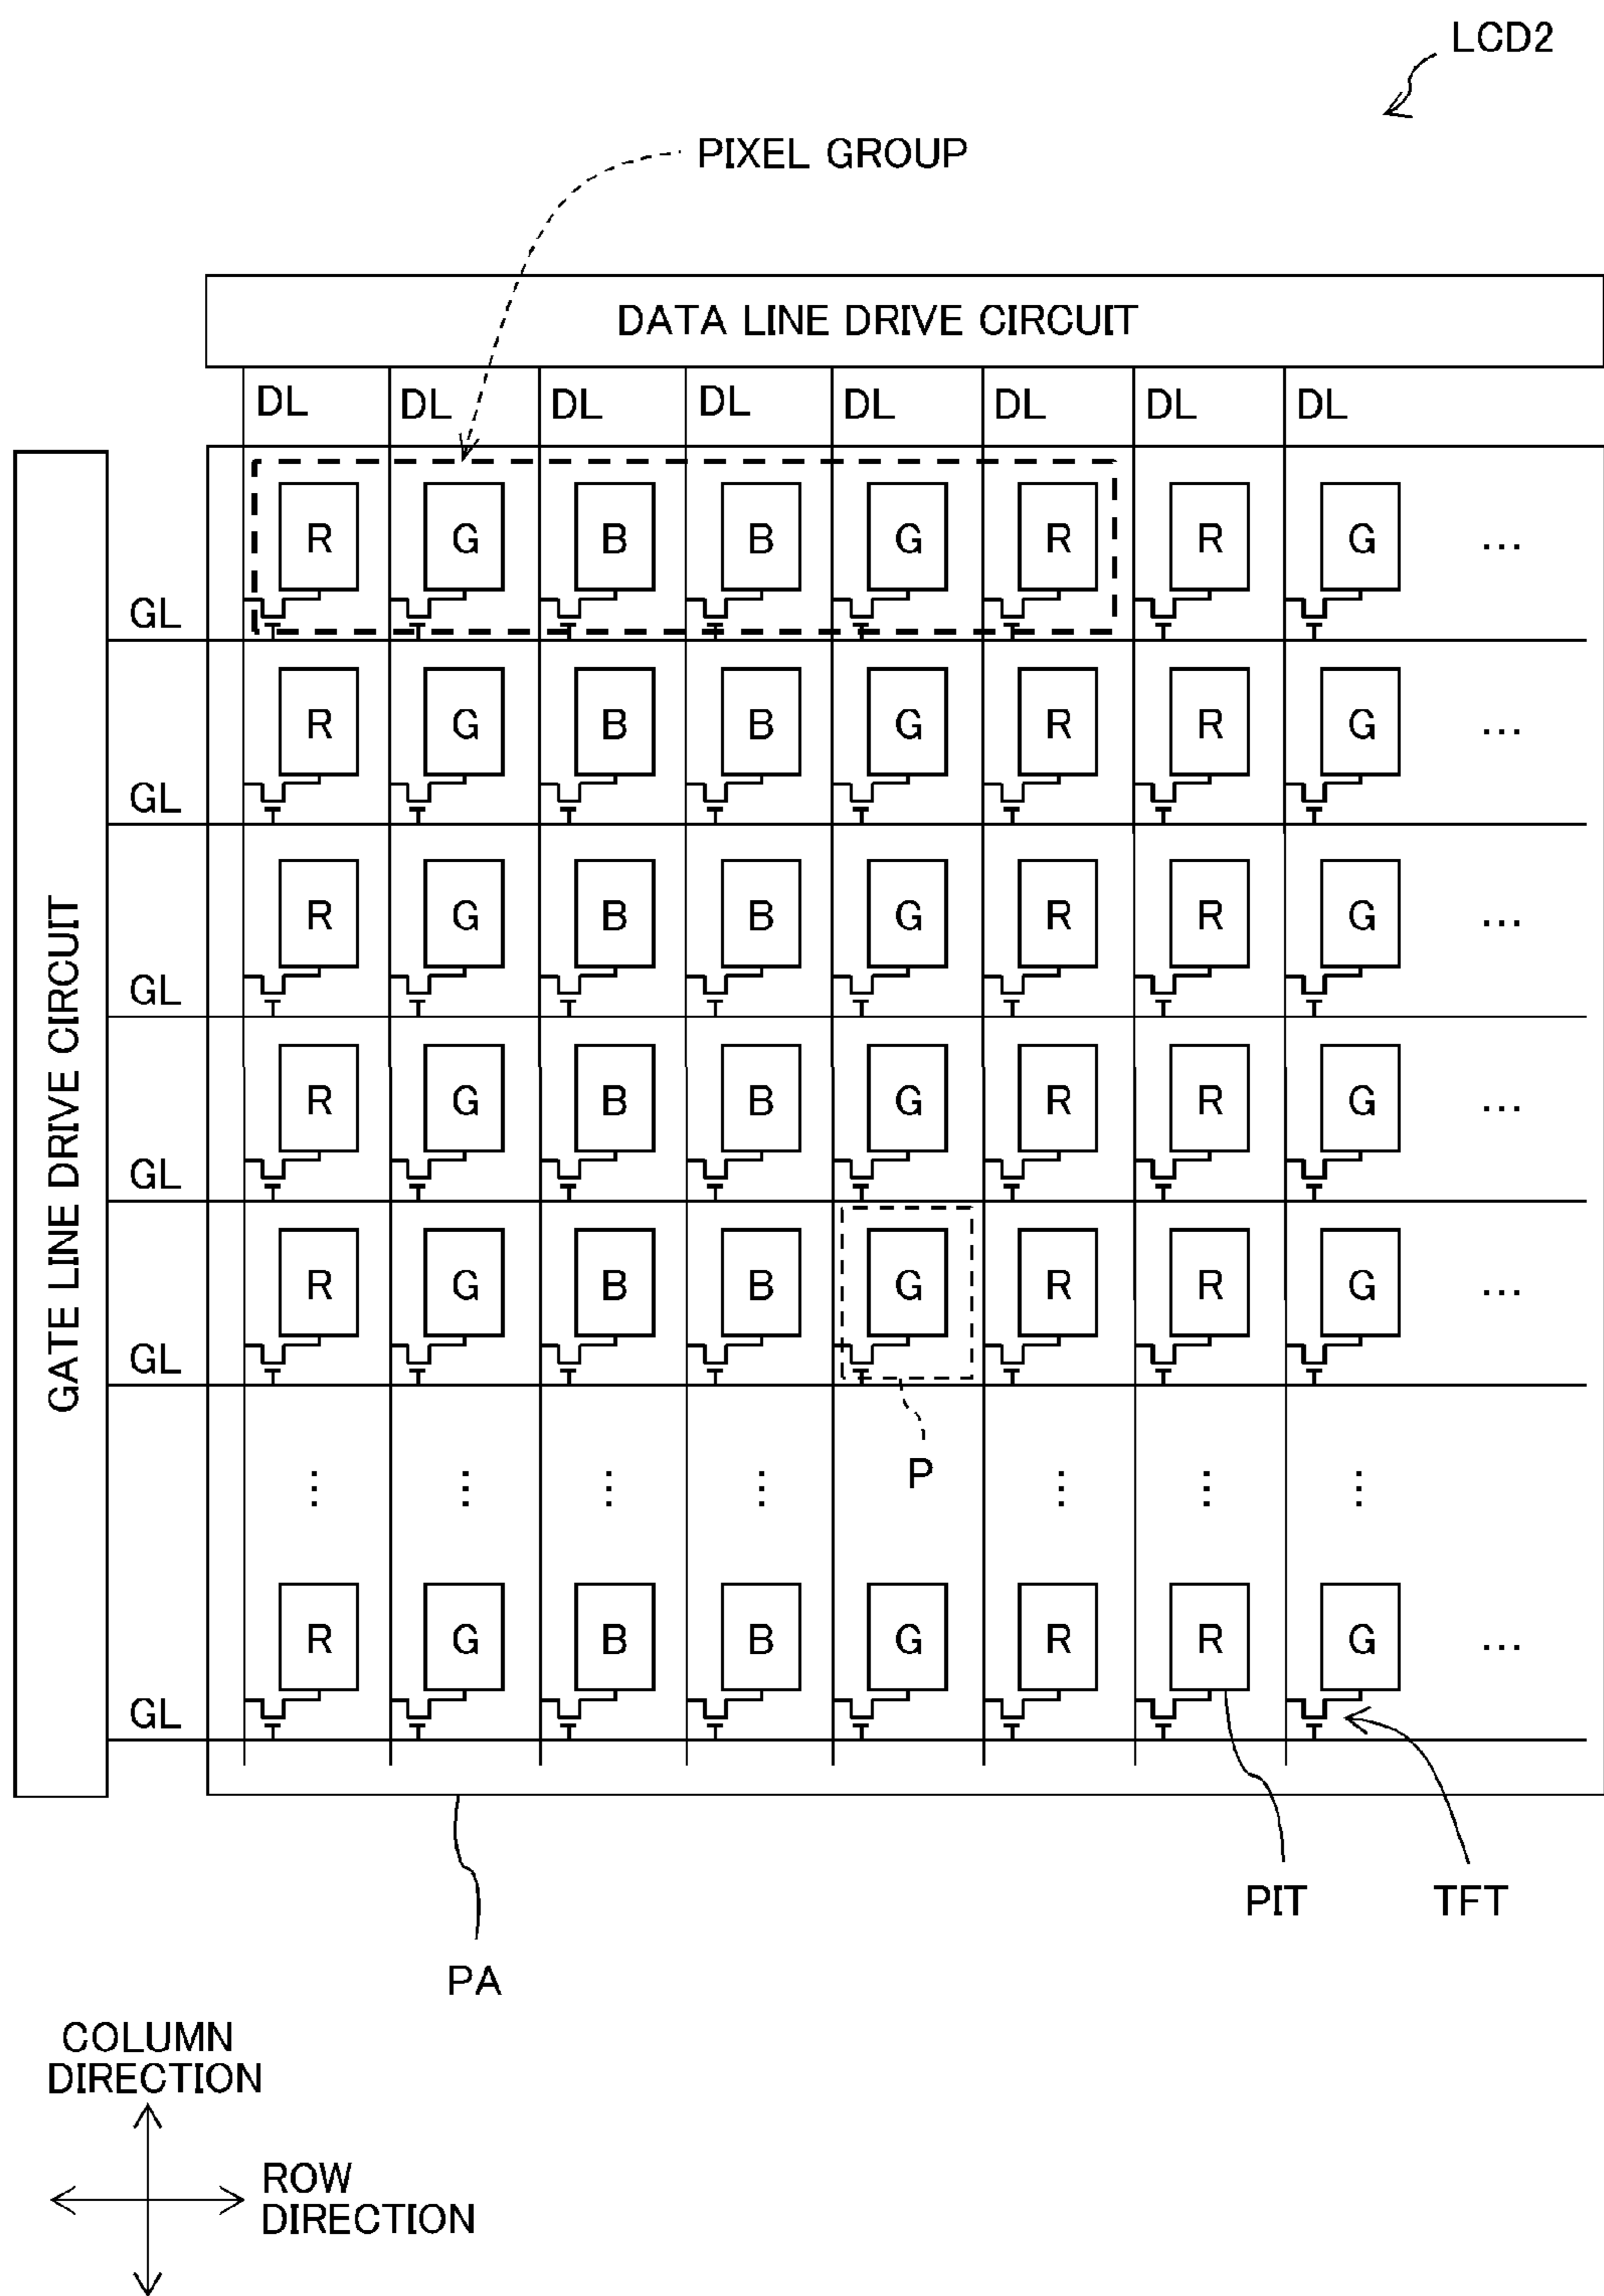 LCD2
PIXEL GROUP
DATA LINE DRIVE CIRCUIT
DL DL DL DL DL DL DL DL
GATE LINE DRIVE CIRCUIT
R G B B G R R G ...
GL
R G B B G R R G ...
GL
R G B B G R R G ...
GL
R G B B G R R G ...
GL
R G B B G R R G ...
GL
P
R G B B G R R G ...
GL
PIT TFT
PA
COLUMN
DIRECTION
ROW
DIRECTION